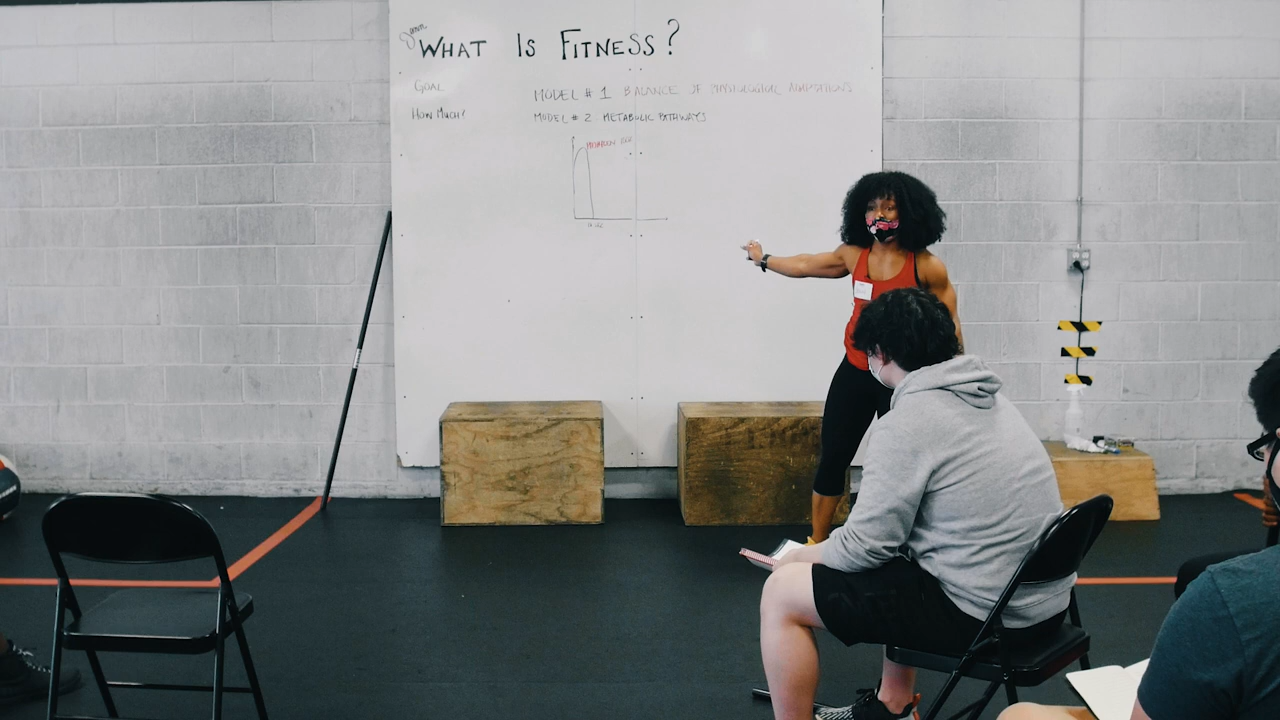 WHAT IS FITNESS?
GOAL
MODEL # 1 BALANCE OF PHYSIOLOGICAL ADAPTATIONS
HOW MUCH?
MODEL # 2 METABOLIC PATHWAYS